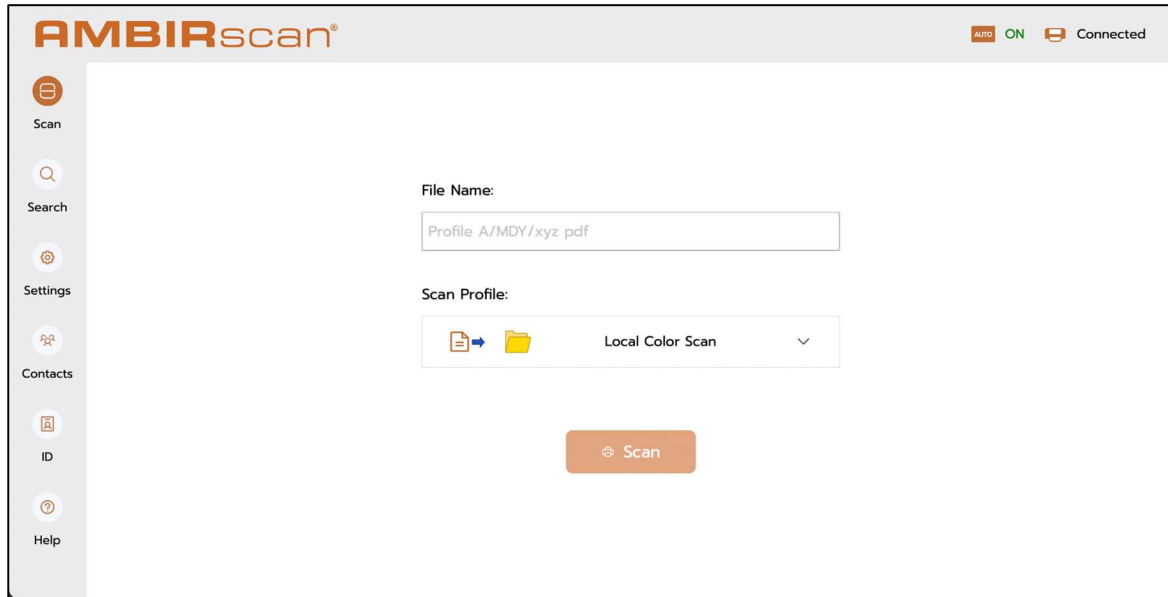 AMBIRscan®
AUTO ON Connected
Scan
Search
Settings
Contacts
ID
Help
File Name:
Profile A/MDY/xyz pdf
Scan Profile:
Local Color Scan
Scan